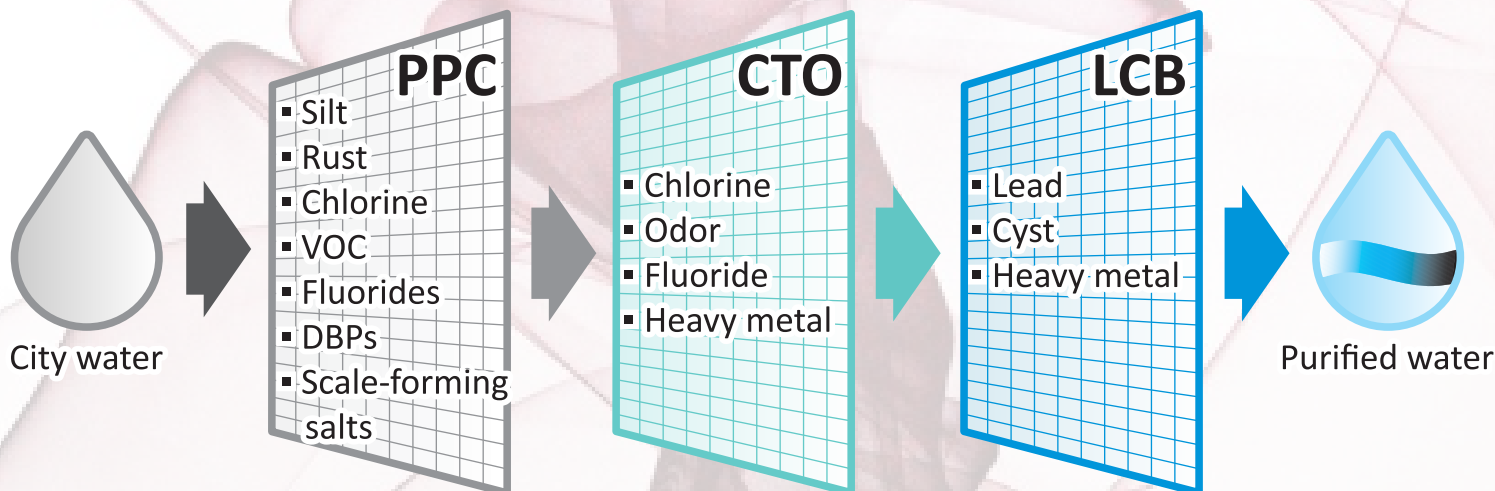 City water
PPC
▪ Silt
▪ Rust
▪ Chlorine
▪ VOC
▪ Fluorides
▪ DBPs
▪ Scale-forming
salts
CTO
▪ Chlorine
▪ Odor
▪ Fluoride
▪ Heavy metal
LCB
▪ Lead
▪ Cyst
▪ Heavy metal
Purified water